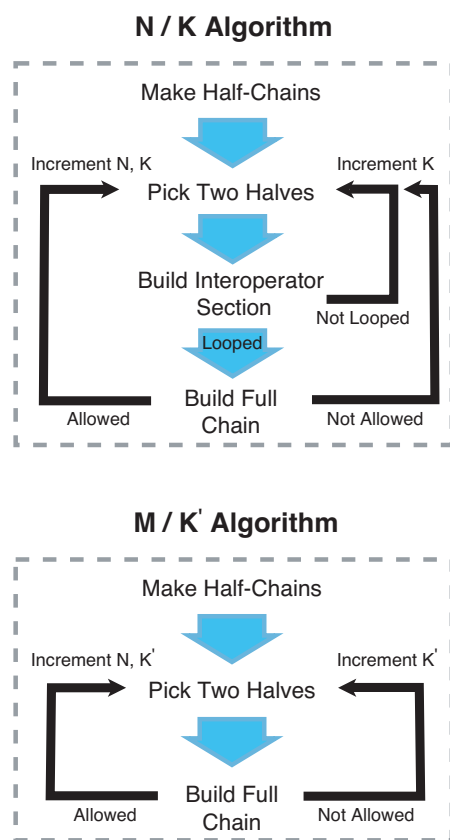 N / K Algorithm
Make Half-Chains
Increment N, K
Increment K
Pick Two Halves
Build Interoperator
Section
Not Looped
Looped
Build Full
Chain
Allowed
Not Allowed
M / K' Algorithm
Make Half-Chains
Increment N, K'
Increment K'
Pick Two Halves
Build Full
Chain
Allowed
Not Allowed